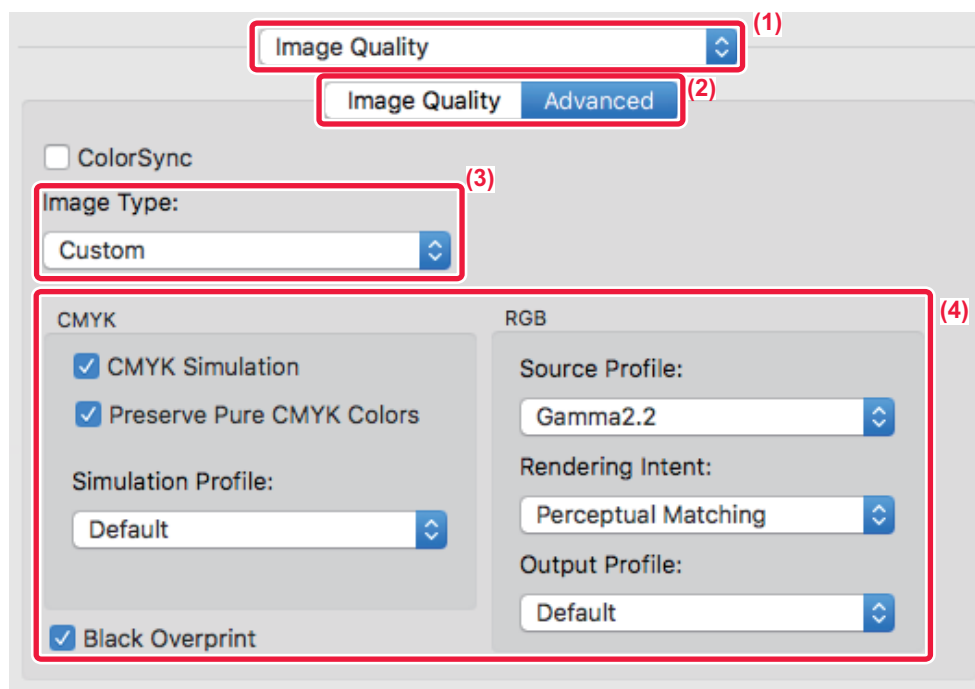 (1)
Image Quality
(2)
Image Quality Advanced
ColorSync
(3)
Image Type:
Custom
(4)
CMYK
CMYK Simulation
Preserve Pure CMYK Colors
Simulation Profile:
Default
Black Overprint
RGB
Source Profile:
Gamma2.2
Rendering Intent:
Perceptual Matching
Output Profile:
Default